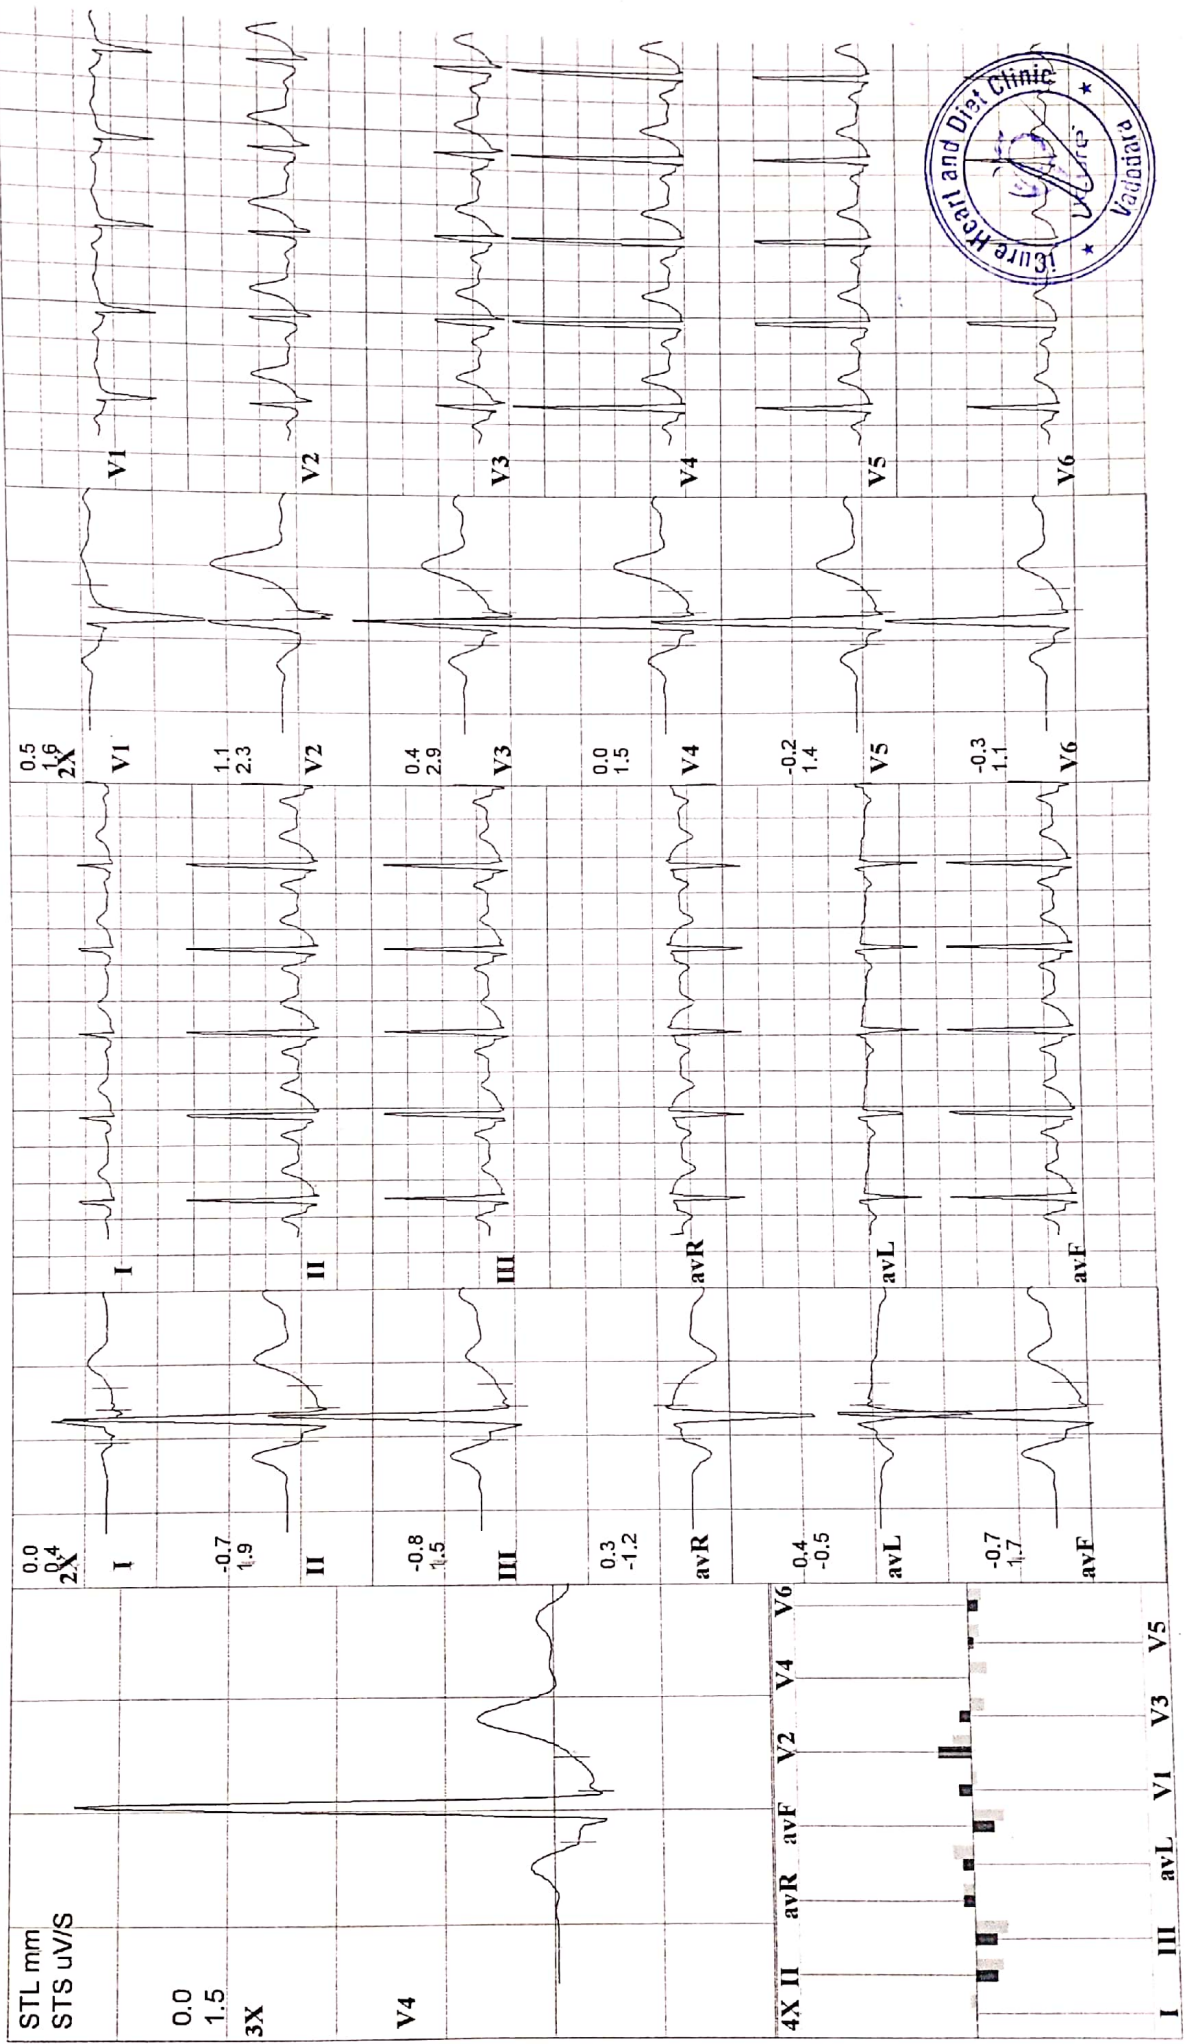 STL mm
STS uV/S
0.0
1.5
3X
V4
4X II avR avF V2 V4 V6
I III avL V1 V3 V5
0.0
0.4
2X
I
-0.7
1.9
II
-0.8
1.5
III
0.3
-1.2
avR
0.4
-0.5
avL
-0.7
1.7
avF
I
II
III
avR
avL
avF
0.5
1.6
2X
V1
1.1
2.3
V2
0.4
2.9
V3
0.0
1.5
V4
-0.2
1.4
V5
-0.3
1.1
V6
V1
V2
V3
V4
V5
V6
iCure Heart and Diet Clinic
Vadodara